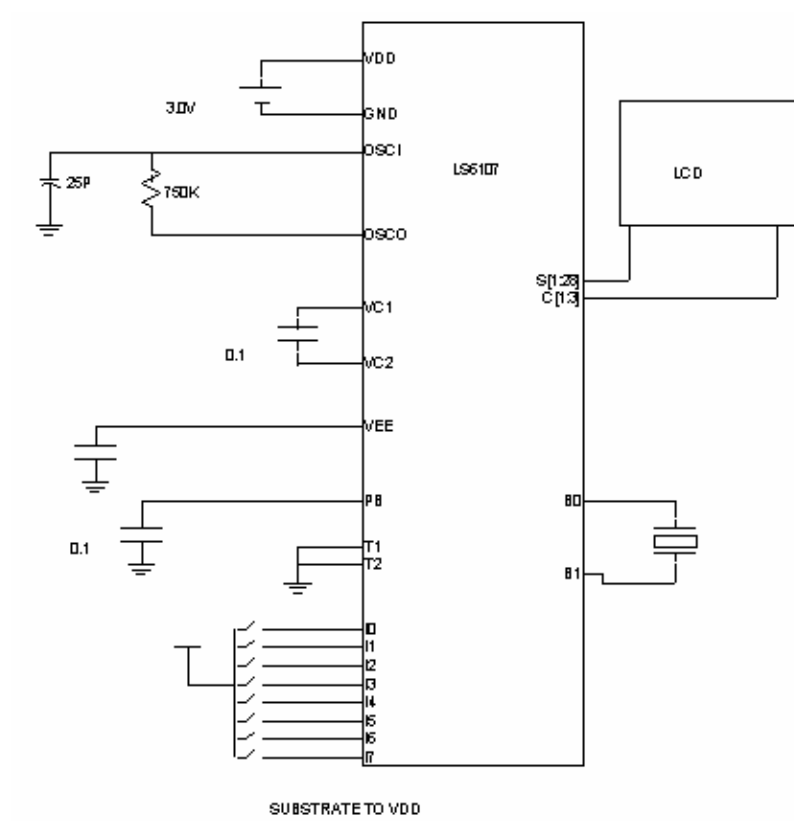 VDD
3.0V
GND
OSCI
LS6107
LCD
25P
750K
OSCO
S[1:28]
C[1:3]
VC1
0.1
VC2
VEE
PB
B0
0.1
T1
T2
B1
I0
I1
I2
I3
I4
I5
I6
I7
SUBSTRATE TO VDD